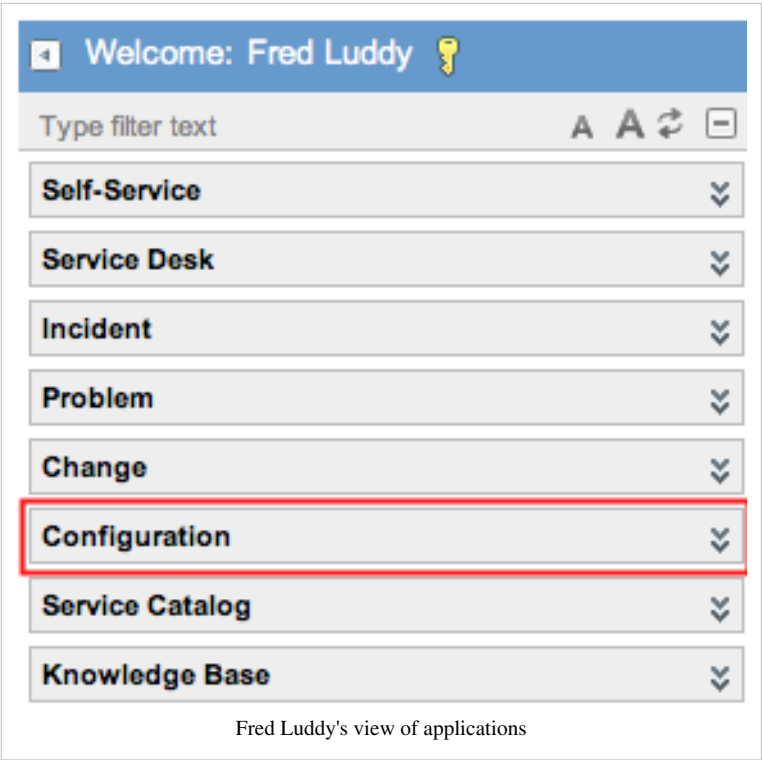 Welcome: Fred Luddy
Type filter text A A
Self-Service
Service Desk
Incident
Problem
Change
Configuration
Service Catalog
Knowledge Base
Fred Luddy's view of applications